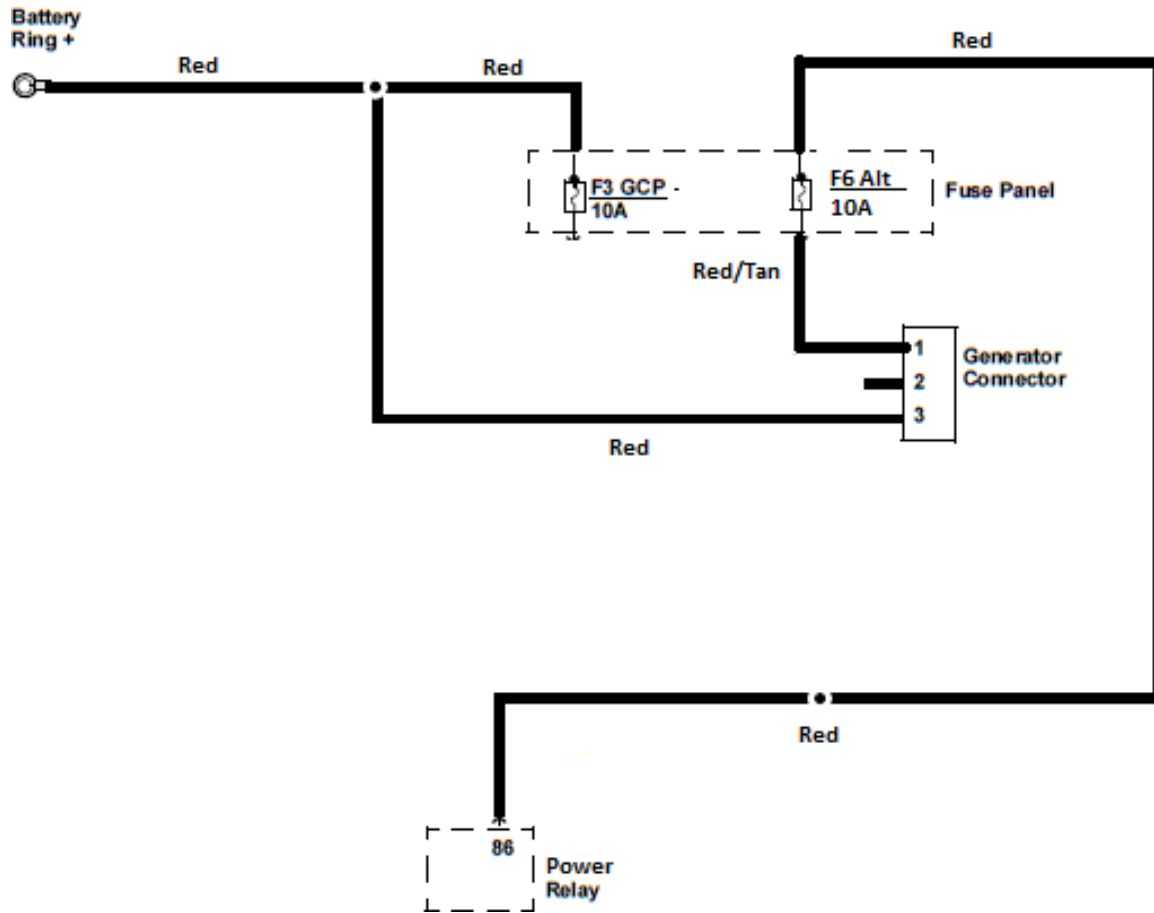 Battery
Ring +
Red
Red
Red
F3 GCP -
10A
F6 Alt
10A
Fuse Panel
Red/Tan
1
2
3
Generator
Connector
Red
Red
86
Power
Relay